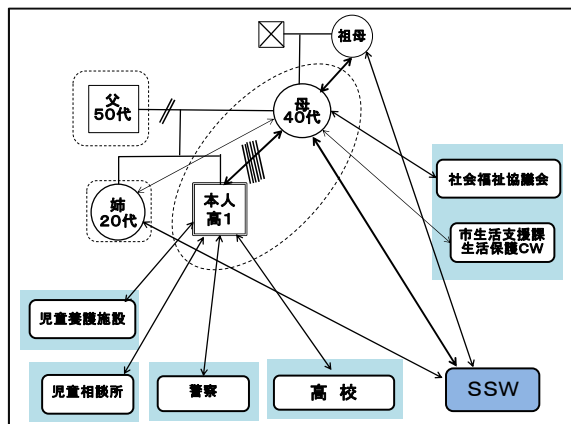 祖母
父
50代
母
40代
姉
20代
本人
高1
社会福祉協議会
市生活支援課
生活保護CW
児童養護施設
児童相談所
警察
高 校
SSW